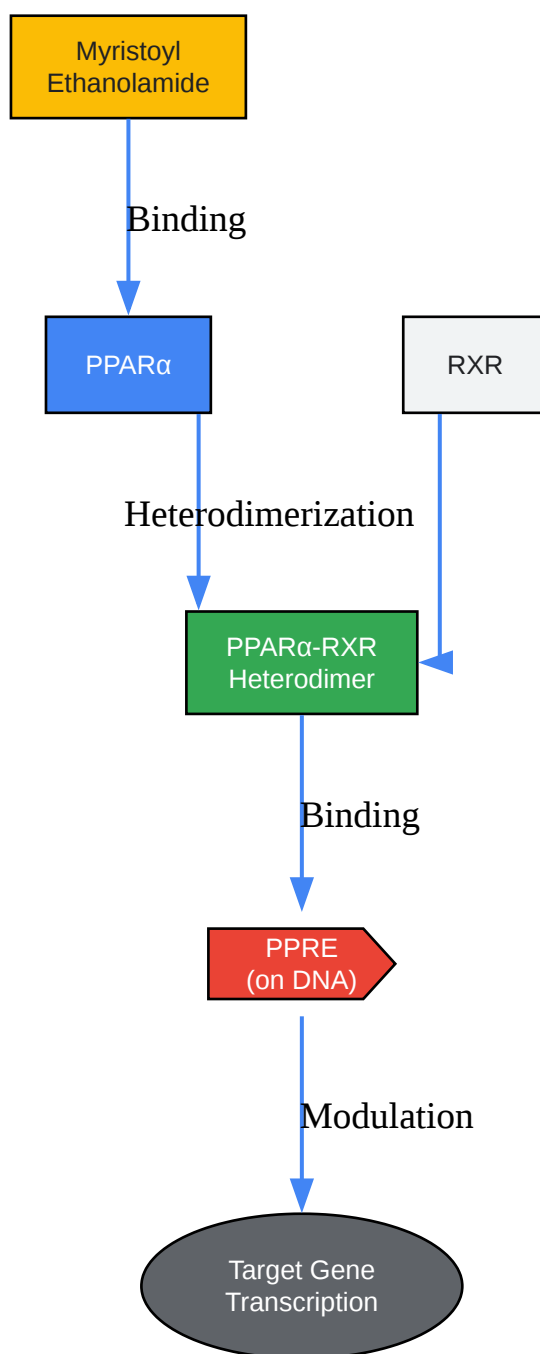 Myristoyl
Ethanolamide
Binding
PPARα
RXR
Heterodimerization
PPARα-RXR
Heterodimer
Binding
PPRE
(on DNA)
Modulation
Target Gene
Transcription